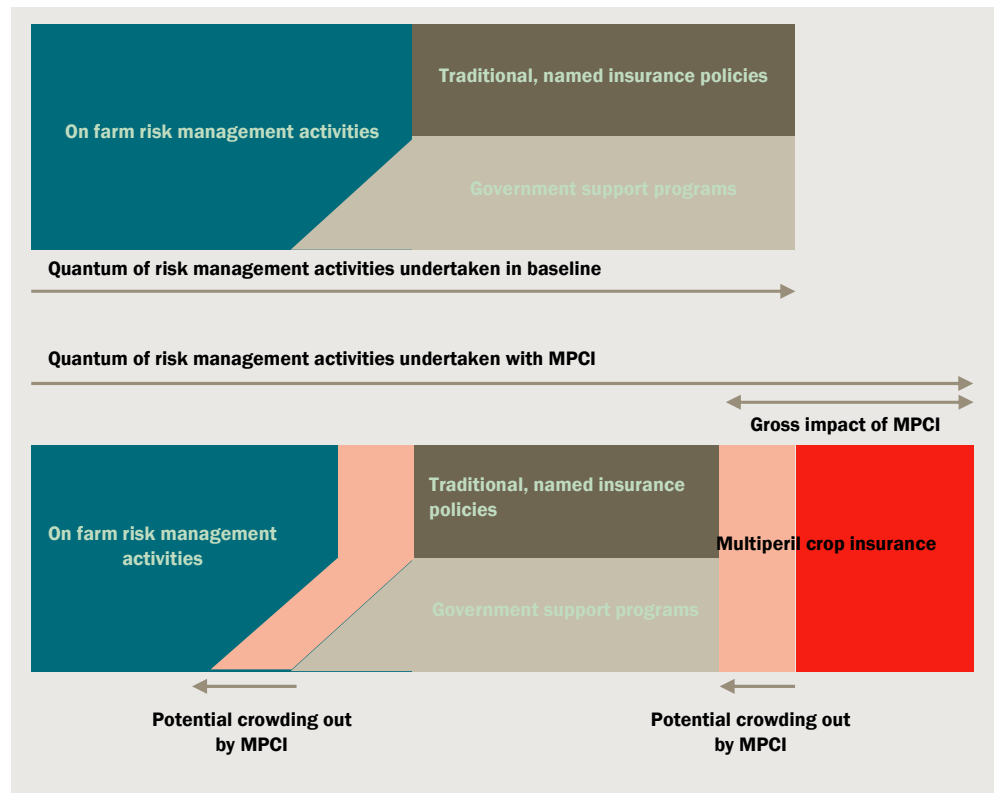 Traditional, named insurance policies
On farm risk management activities
Government support programs
Quantum of risk management activities undertaken in baseline
Quantum of risk management activities undertaken with MPCI
Gross impact of MPCI
Traditional, named insurance
policies
On farm risk management
activities
Multiperil crop insurance
Government support programs
Potential crowding out
by MPCI
Potential crowding out
by MPCI